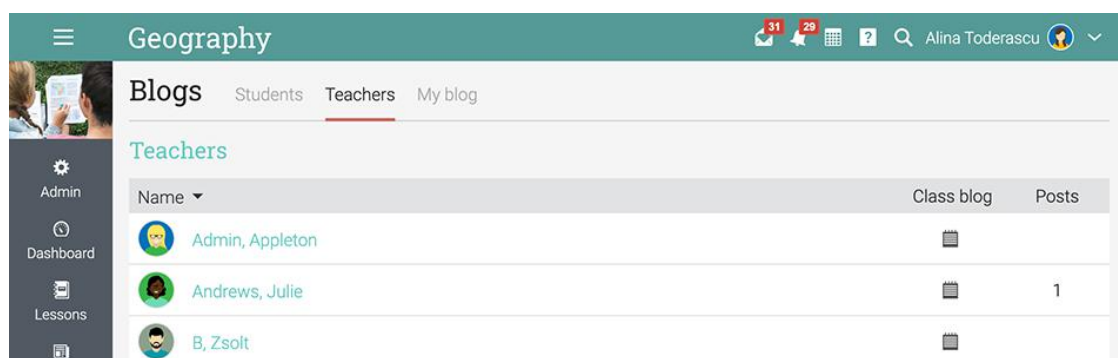 Geography
31
29
?
Alina Toderascu
Blogs Students Teachers My blog
Teachers
Admin
Dashboard
Lessons
Name Class blog Posts
Admin, Appleton
Andrews, Julie 1
B, Zsolt